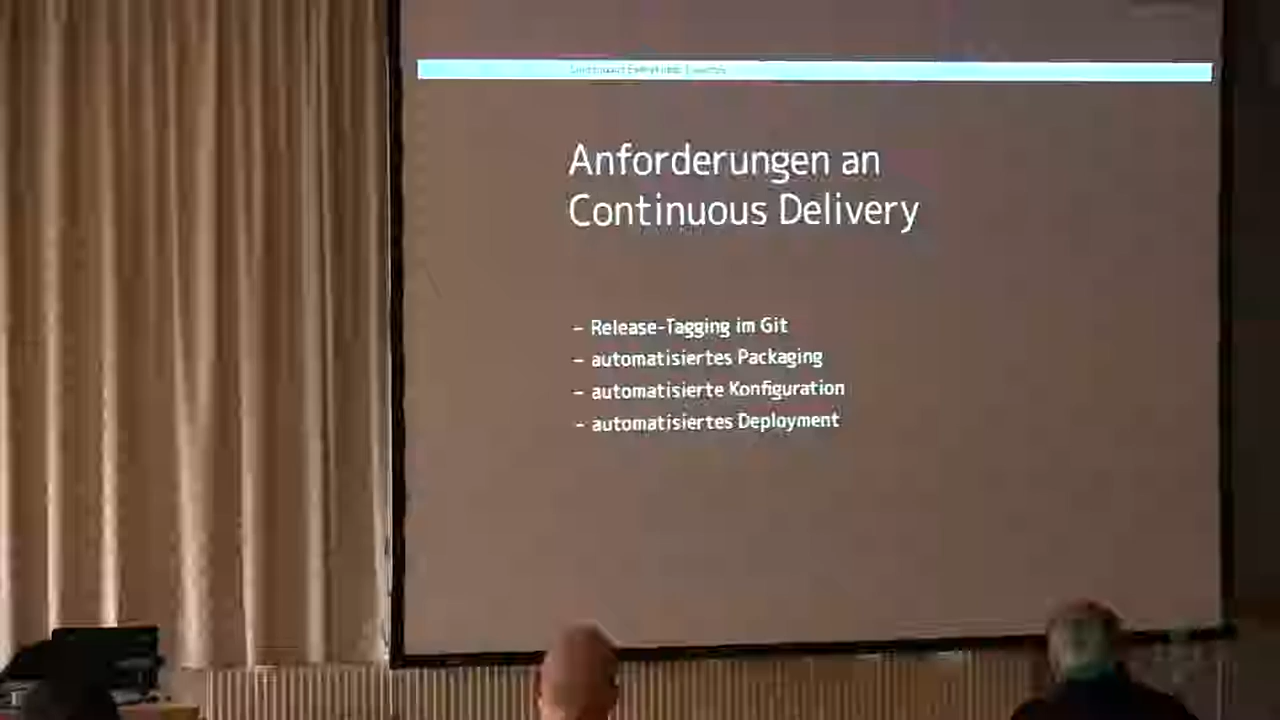 Anforderungen an
Continuous Delivery
– Release-Tagging im Git
– automatisiertes Packaging
– automatisierte Konfiguration
– automatisiertes Deployment